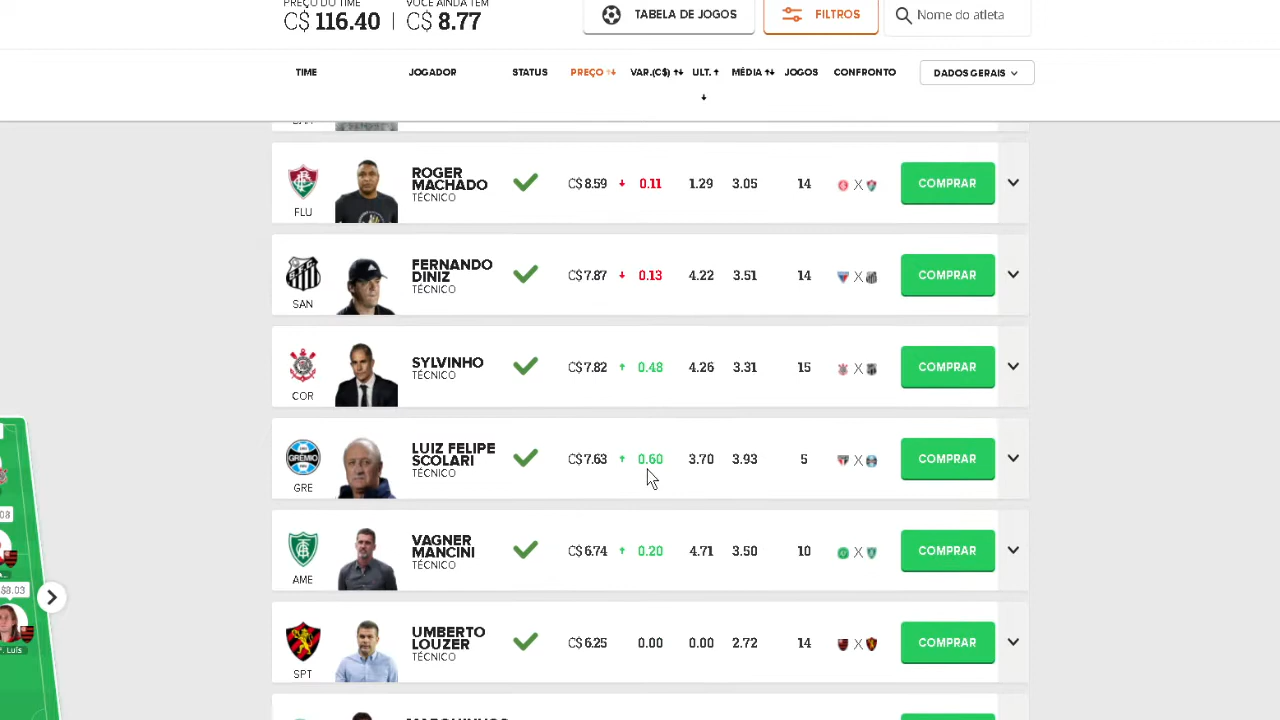 PREÇO DO TIME
C$ 116.40
VOCÊ AINDA TEM
C$ 8.77
TABELA DE JOGOS
FILTROS
Nome do atleta
TIME JOGADOR STATUS PREÇO VAR.(C$) ULT. MÉDIA JOGOS CONFRONTO DADOS GERAIS
ROGER
MACHADO
TÉCNICO
FLU
C$ 8.59 0.11 1.29 3.05 14 X COMPRAR
FERNANDO
DINIZ
TÉCNICO
SAN
C$ 7.87 0.13 4.22 3.51 14 X COMPRAR
SYLVINHO
TÉCNICO
COR
C$ 7.82 0.48 4.26 3.31 15 X COMPRAR
LUIZ FELIPE
SCOLARI
TÉCNICO
GRE
C$ 7.63 0.60 3.70 3.93 5 X COMPRAR
VAGNER
MANCINI
TÉCNICO
AME
C$ 6.74 0.20 4.71 3.50 10 X COMPRAR
UMBERTO
LOUZER
TÉCNICO
SPT
C$ 6.25 0.00 0.00 2.72 14 X COMPRAR